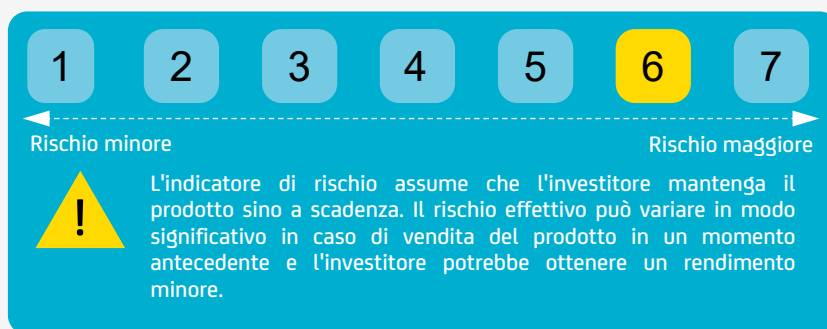 1 2 3 4 5 6 7
Rischio minore Rischio maggiore
!
L'indicatore di rischio assume che l'investitore mantenga il
prodotto sino a scadenza. Il rischio effettivo può variare in modo
significativo in caso di vendita del prodotto in un momento
antecedente e l'investitore potrebbe ottenere un rendimento
minore.